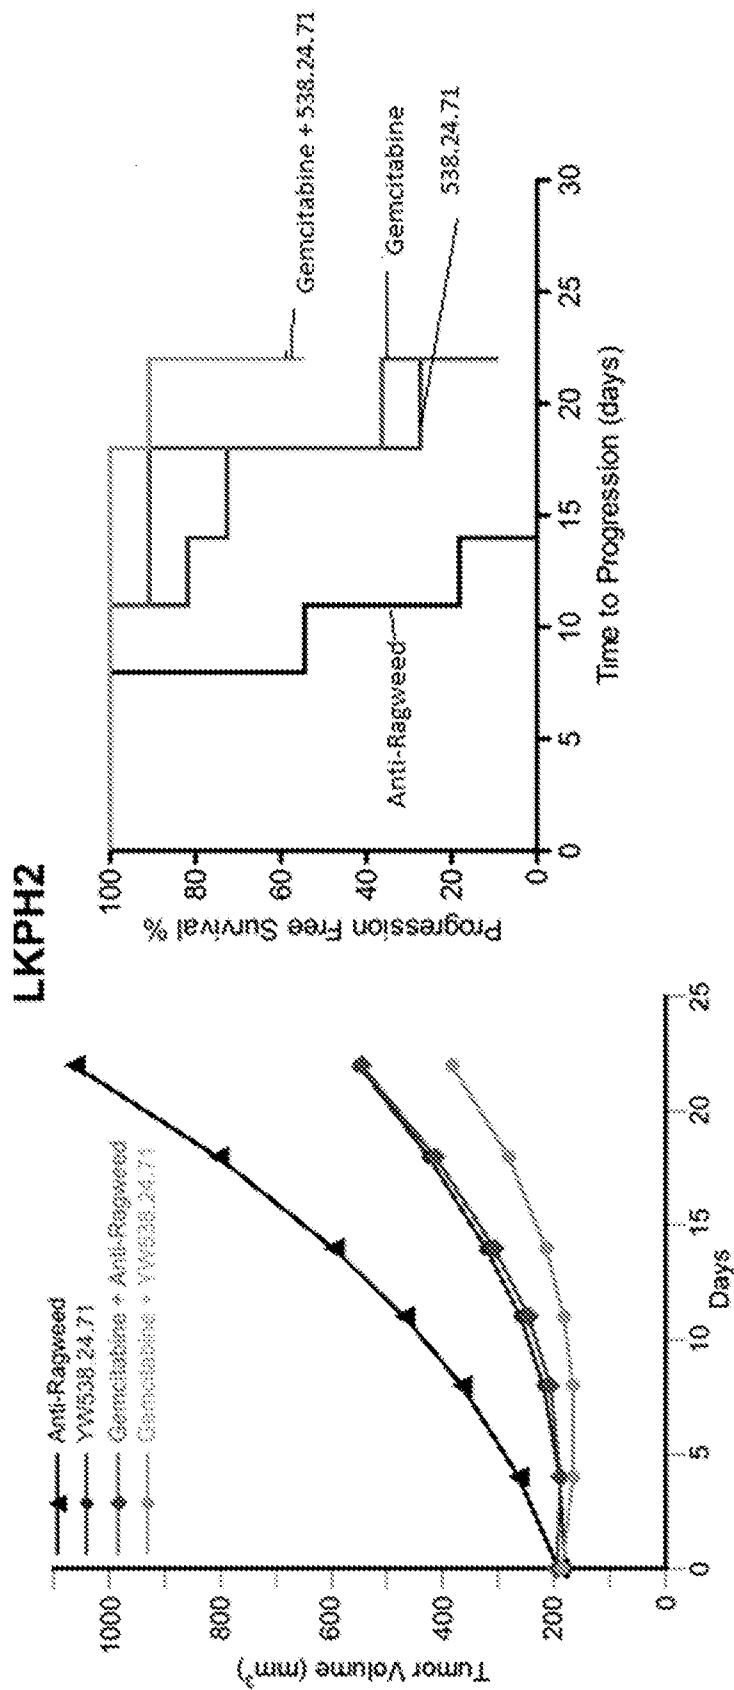 LKPH2
Anti-Ragweed
YW538.24.71
Gemcitabine + Anti-Ragweed
Gemcitabine + YW538.24.71
Tumor Volume (mm³)
1000
800
600
400
200
0
0
5
10
15
20
25
Days
Progression Free Survival %
100
80
60
40
20
0
0
5
10
15
20
25
30
Time to Progression (days)
Anti-Ragweed
Gemcitabine + 538.24.71
Gemcitabine
538.24.71